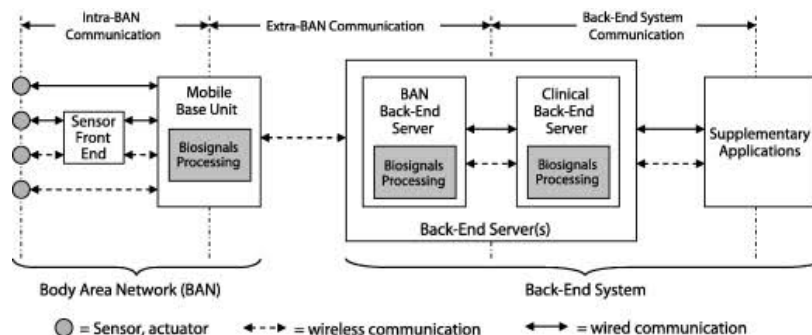 Intra-BAN
Communication
Extra-BAN Communication
Back-End System
Communication
Mobile
Base Unit
Biosignals
Processing
Sensor
Front
End
BAN
Back-End
Server
Biosignals
Processing
Clinical
Back-End
Server
Biosignals
Processing
Supplementary
Applications
Back-End Server(s)
Body Area Network (BAN)
Back-End System
= Sensor, actuator
= wireless communication
= wired communication